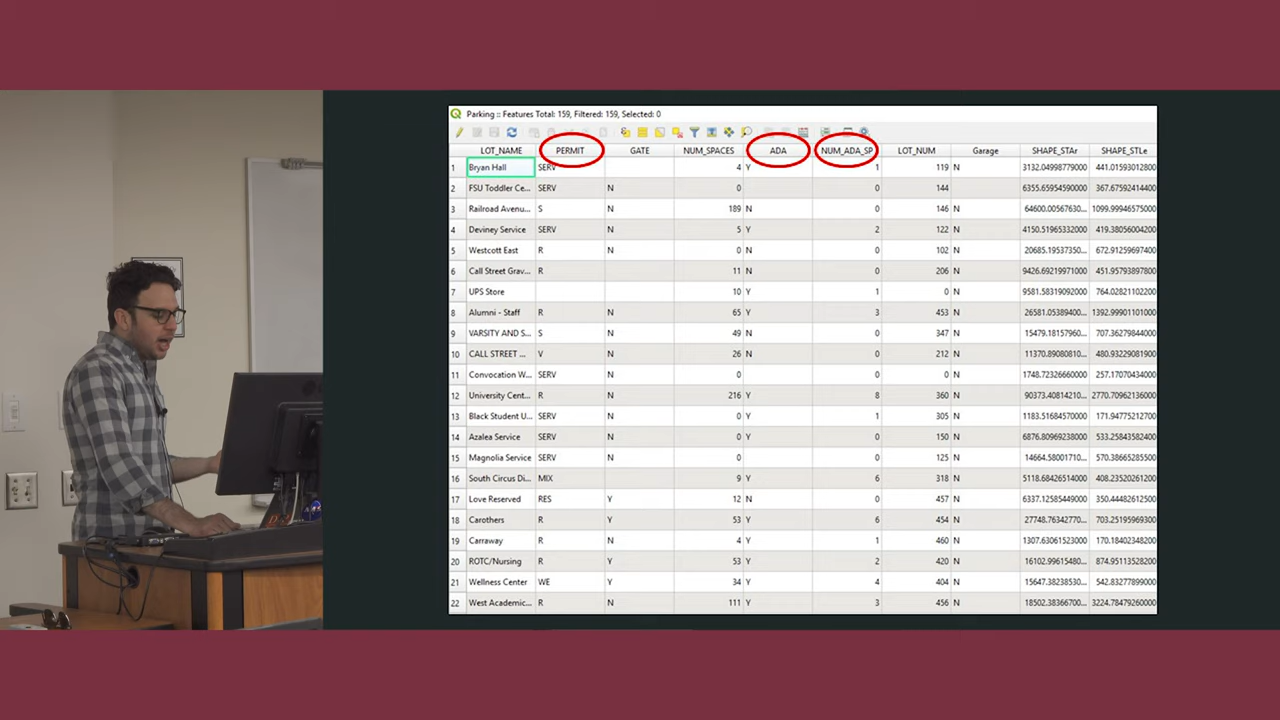 Parking :: Features Total: 159, Filtered: 159, Selected: 0
LOT_NAME PERMIT GATE NUM_SPACES ADA NUM_ADA_SP LOT_NUM Garage SHAPE_STAr SHAPE_STLe
1 Bryan Hall SERV 4 Y 1 119 N 3132.04998779000 441.01593012800
2 FSU Toddler Ce... SERV N 0 0 144 6355.65954590000 367.67592414400
3 Railroad Avenu... S N 189 N 0 146 N 64600.00567630... 1099.99946575000
4 Deviney Service SERV N 5 Y 2 122 N 4150.51965332000 419.38056004200
5 Westcott East R N 0 N 0 102 N 20685.19537350... 672.91259697400
6 Call Street Grav... R 11 N 0 206 N 9426.69219971000 451.95793897800
7 UPS Store 10 Y 1 0 N 9581.58319092000 764.02821102200
8 Alumni - Staff R N 65 Y 3 453 N 26581.05389400... 1392.99901101000
9 VARSITY AND S... S N 49 N 0 347 N 15479.18157960... 707.36279844000
10 CALL STREET ... V N 26 N 0 212 N 11370.89080810... 480.93229081900
11 Convocation W... SERV N 0 0 0 N 1748.72326660000 257.17070434000
12 University Cent... R N 216 Y 8 360 N 90373.40814210... 2770.70962136000
13 Black Student U... SERV N 0 Y 1 305 N 1183.51684570000 171.94775212700
14 Azalea Service SERV N 0 Y 0 150 N 6876.80969238000 533.25843582400
15 Magnolia Service SERV N 0 0 125 N 14664.58001710... 570.38665285500
16 South Circus Di... MIX 9 Y 6 318 N 5118.68426514000 408.23520261200
17 Love Reserved RES Y 12 N 0 457 N 6337.12585449000 350.44482612500
18 Carothers R Y 53 Y 6 454 N 27748.76342770... 703.25195969300
19 Carraway R N 4 Y 1 460 N 1307.63061523000 170.18402348200
20 ROTC/Nursing R Y 53 Y 2 420 N 16102.99615480... 874.95113528200
21 Wellness Center WE Y 34 Y 4 404 N 15647.38238530... 542.83277899000
22 West Academic... R N 111 Y 3 456 N 18502.38366700... 3224.78479260000